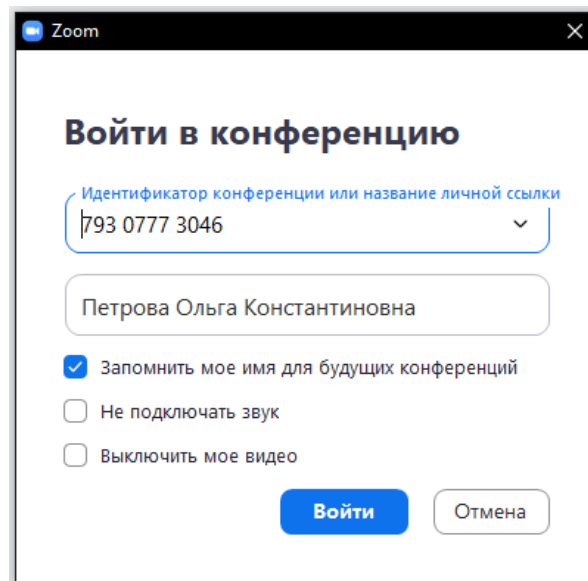 Zoom
Войти в конференцию
Идентификатор конференции или название личной ссылки
793 0777 3046
Петрова Ольга Константиновна
Запомнить мое имя для будущих конференций
Не подключать звук
Выключить мое видео
Войти Отмена